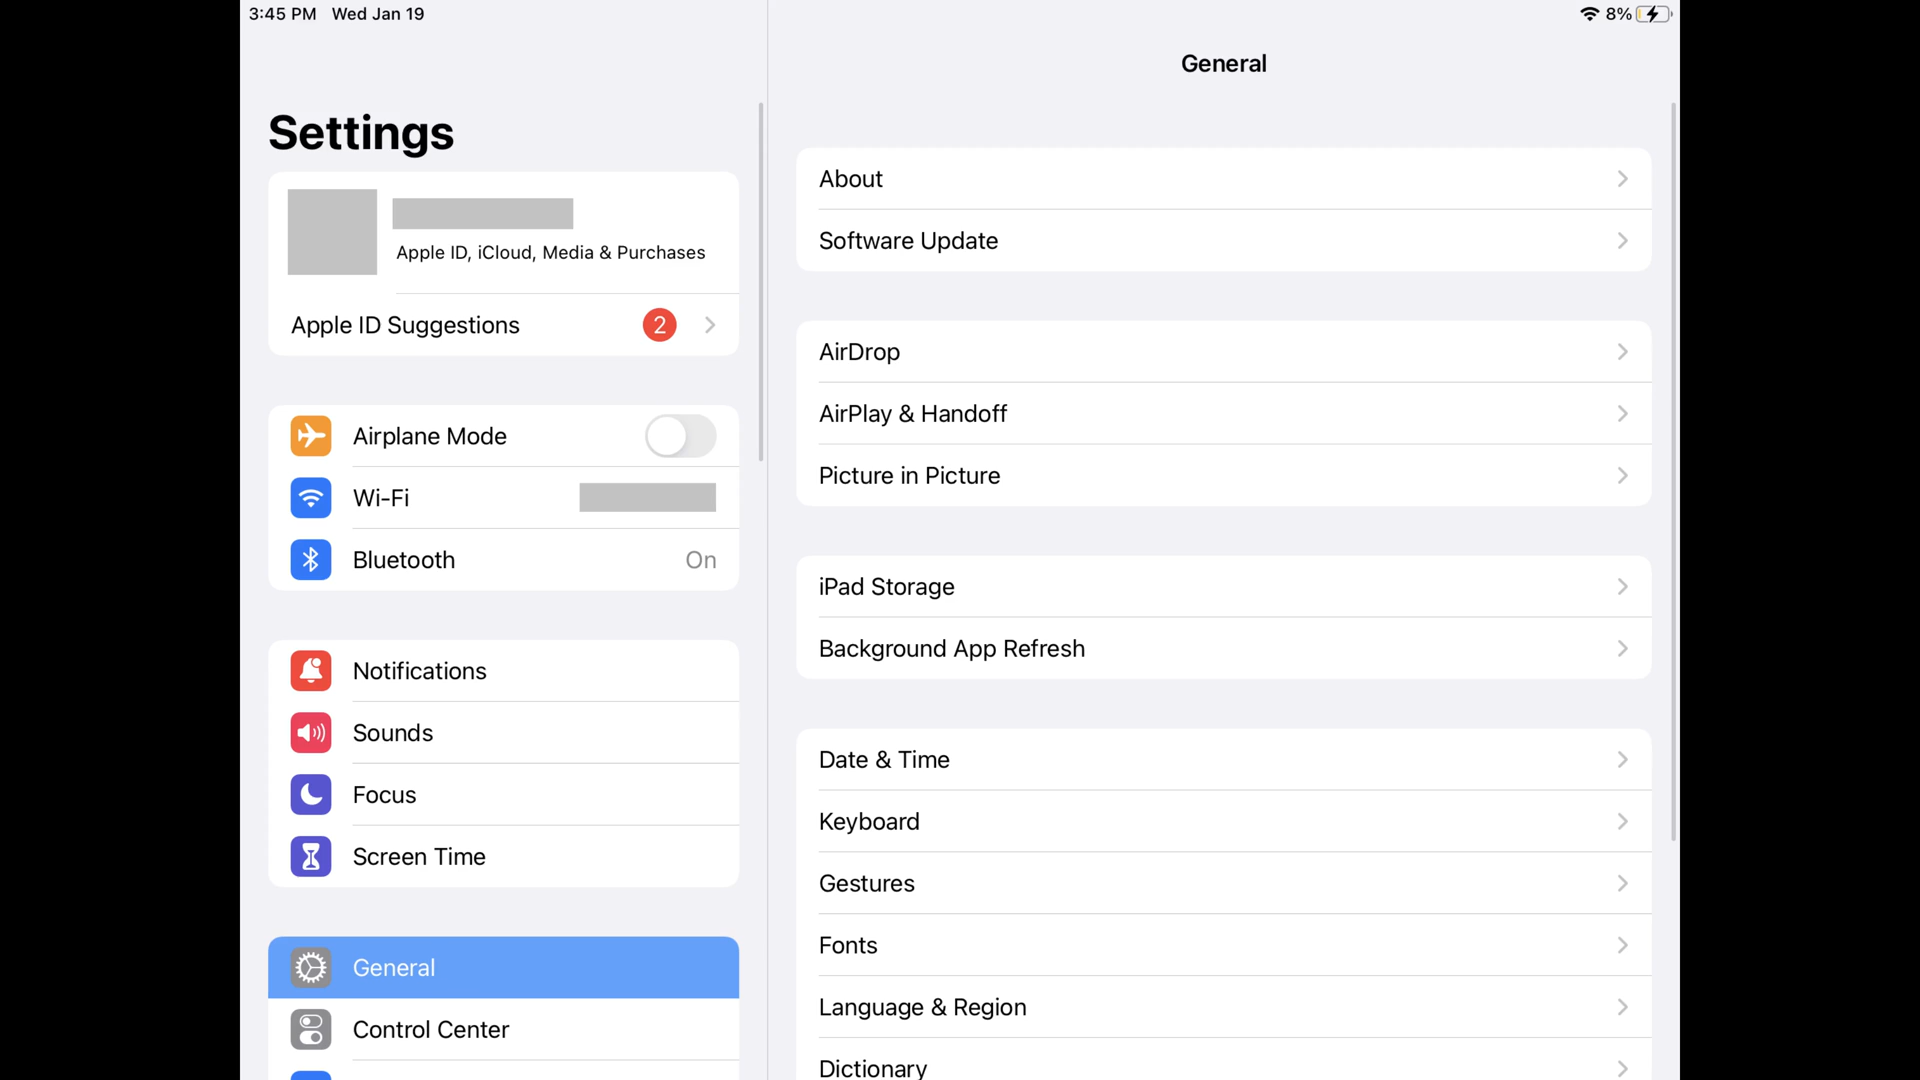 3:45 PM Wed Jan 19
8%
Settings
Apple ID, iCloud, Media & Purchases
Apple ID Suggestions 2
Airplane Mode
Wi-Fi
Bluetooth On
Notifications
Sounds
Focus
Screen Time
General
Control Center
General
About
Software Update
AirDrop
AirPlay & Handoff
Picture in Picture
iPad Storage
Background App Refresh
Date & Time
Keyboard
Gestures
Fonts
Language & Region
Dictionary